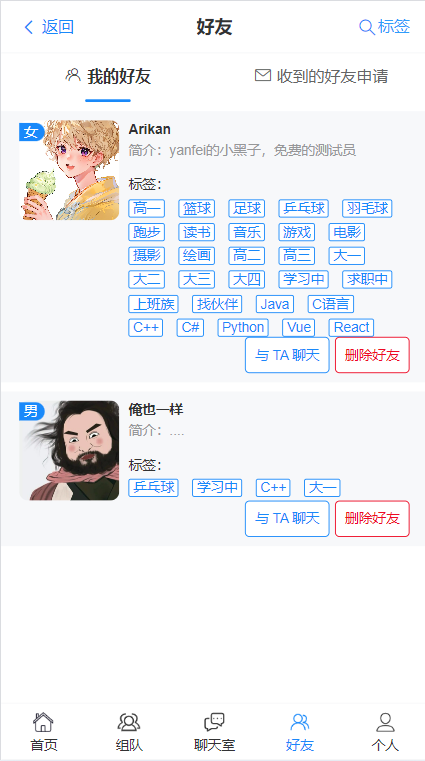 返回 好友 标签
我的好友 收到的好友申请
女
Arikan
简介：yanfei的小黑子，免费的测试员
标签：
高一 篮球 足球 乒乓球 羽毛球
跑步 读书 音乐 游戏 电影
摄影 绘画 高二 高三 大一
大二 大三 大四 学习中 求职中
上班族 找伙伴 Java C语言
C++ C# Python Vue React
与 TA 聊天 删除好友
男
俺也一样
简介：....
标签：
乒乓球 学习中 C++ 大一
与 TA 聊天 删除好友
首页 组队 聊天室 好友 个人